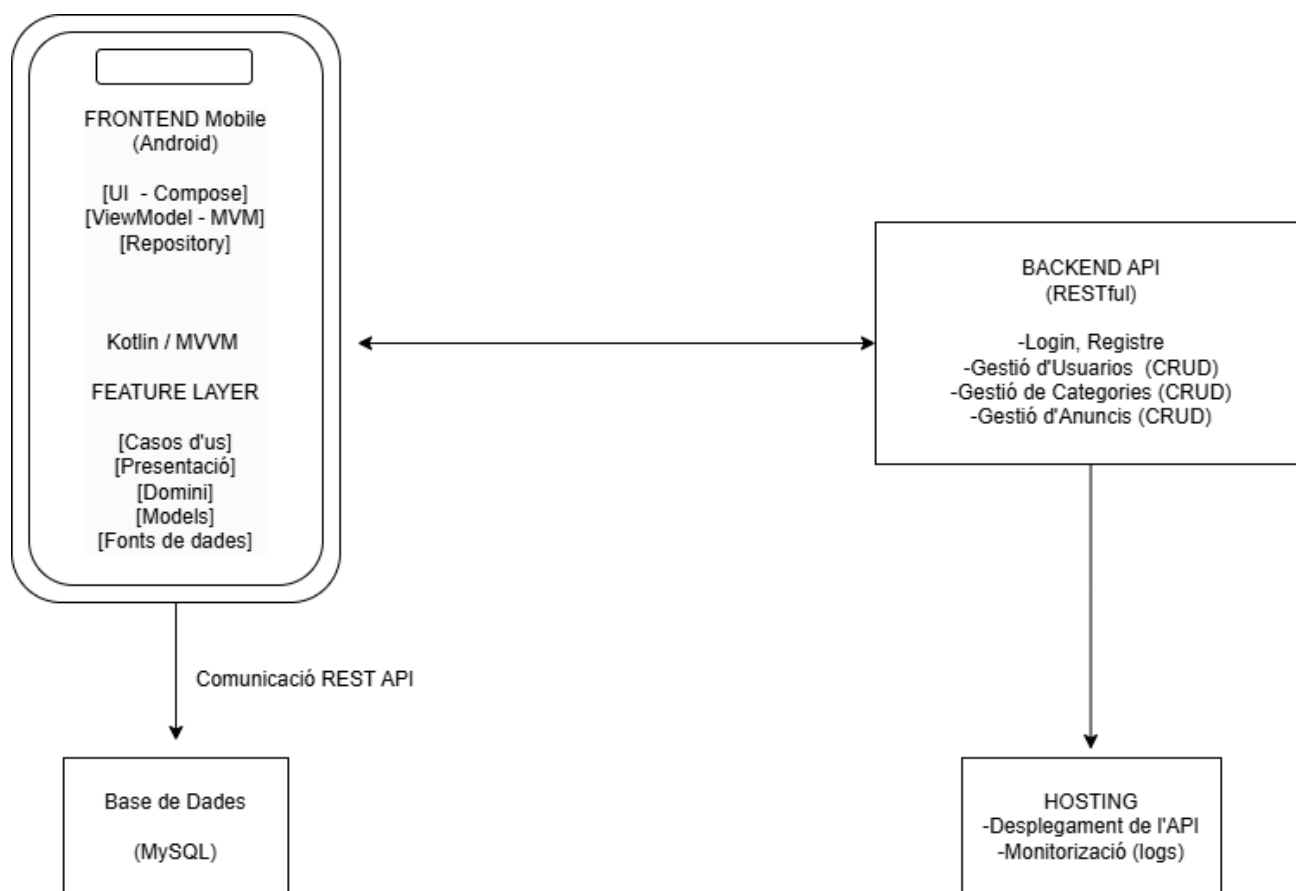 FRONTEND Mobile
(Android)
[UI - Compose]
[ViewModel - MVM]
[Repository]
Kotlin / MVVM
FEATURE LAYER
[Casos d'us]
[Presentació]
[Domini]
[Models]
[Fonts de dades]
BACKEND API
(RESTful)
-Login, Registre
-Gestió d'Usuarios (CRUD)
-Gestió de Categories (CRUD)
-Gestió d'Anuncis (CRUD)
Comunicació REST API
Base de Dades
(MySQL)
HOSTING
-Desplegament de l'API
-Monitorizació (logs)